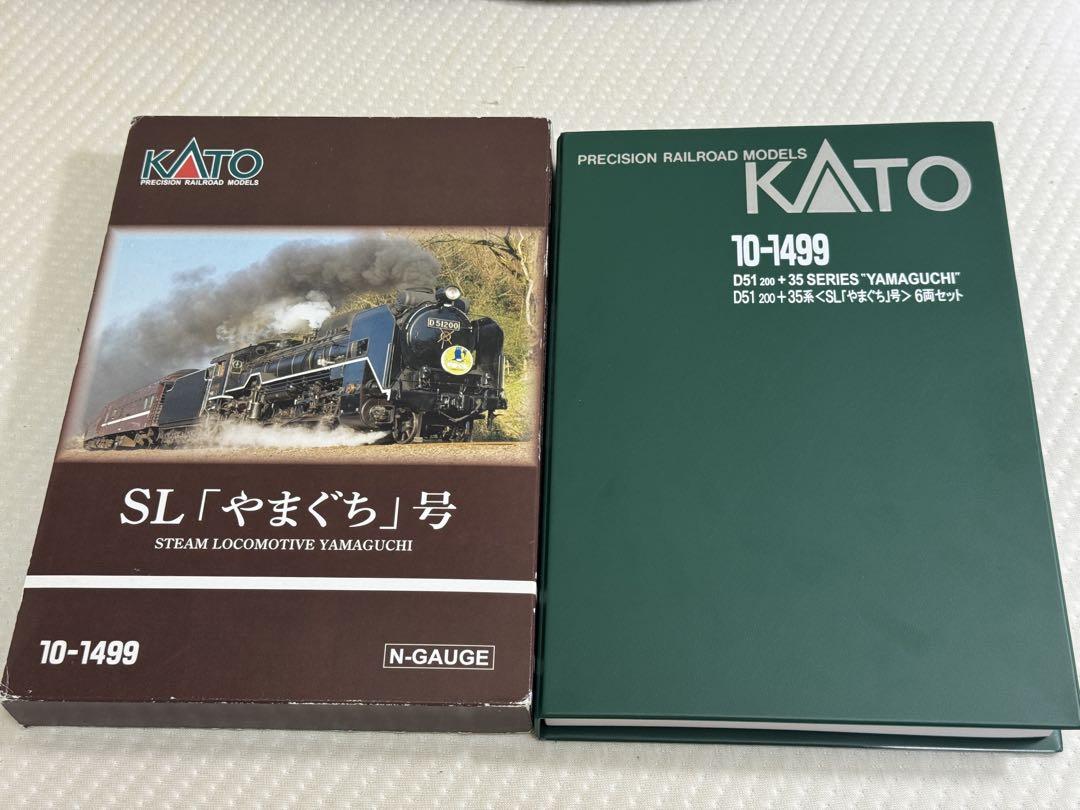 KATO
PRECISION RAILROAD MODELS
D51200
SL「やまぐち」号
STEAM LOCOMOTIVE YAMAGUCHI
10-1499
N-GAUGE
PRECISION RAILROAD MODELS
KATO
10-1499
D51 200 + 35 SERIES "YAMAGUCHI"
D51 200 + 35系<SL「やまぐち」号> 6両セット